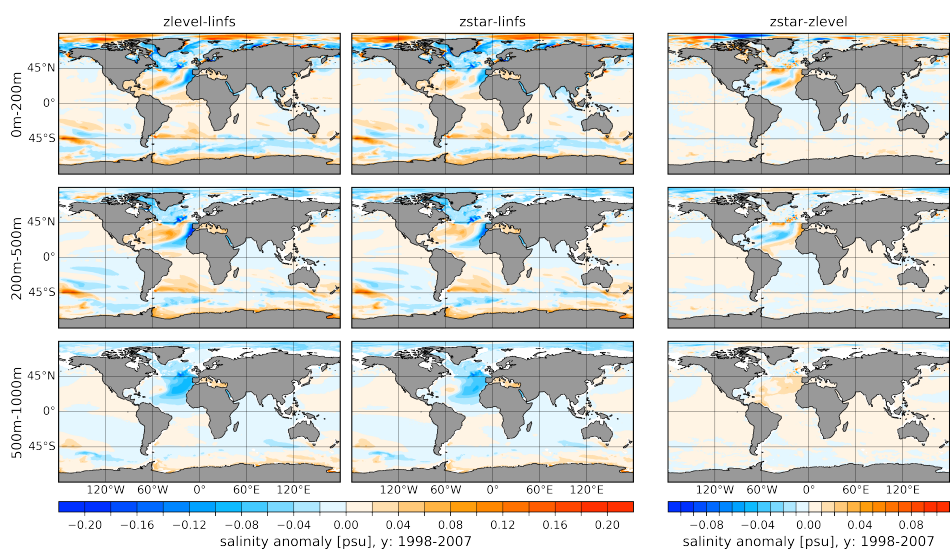 zlevel-linfs
zstar-linfs
zstar-zlevel
0m-200m
45°N
0°
45°S
200m-500m
45°N
0°
45°S
500m-1000m
45°N
0°
45°S
120°W 60°W 0° 60°E 120°E
120°W 60°W 0° 60°E 120°E
120°W 60°W 0° 60°E 120°E
−0.20 −0.16 −0.12 −0.08 −0.04 0.00 0.04 0.08 0.12 0.16 0.20
−0.08 −0.04 0.00 0.04 0.08
salinity anomaly [psu], y: 1998-2007
salinity anomaly [psu], y: 1998-2007